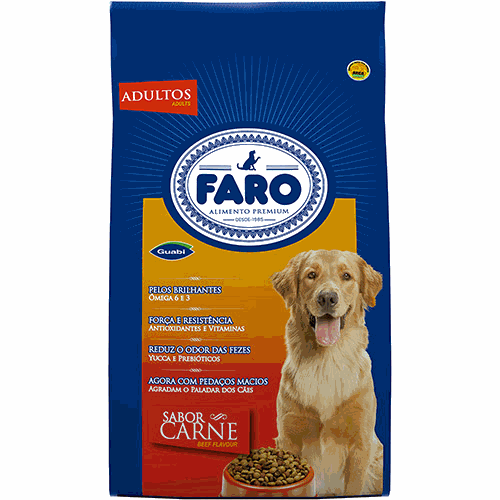 ADULTOS
ADULTS
FARO
ALIMENTO PREMIUM
DESDE-1985
Guabi
PELOS BRILHANTES
ÔMEGA 6 E 3
FORÇA E RESISTÊNCIA
ANTIOXIDANTES E VITAMINAS
REDUZ O ODOR DAS FEZES
YUCCA E PREBIÓTICOS
AGORA COM PEDAÇOS MACIOS
AGRADAM O PALADAR DOS CÃES
SABOR
CARNE
BEEF FLAVOUR